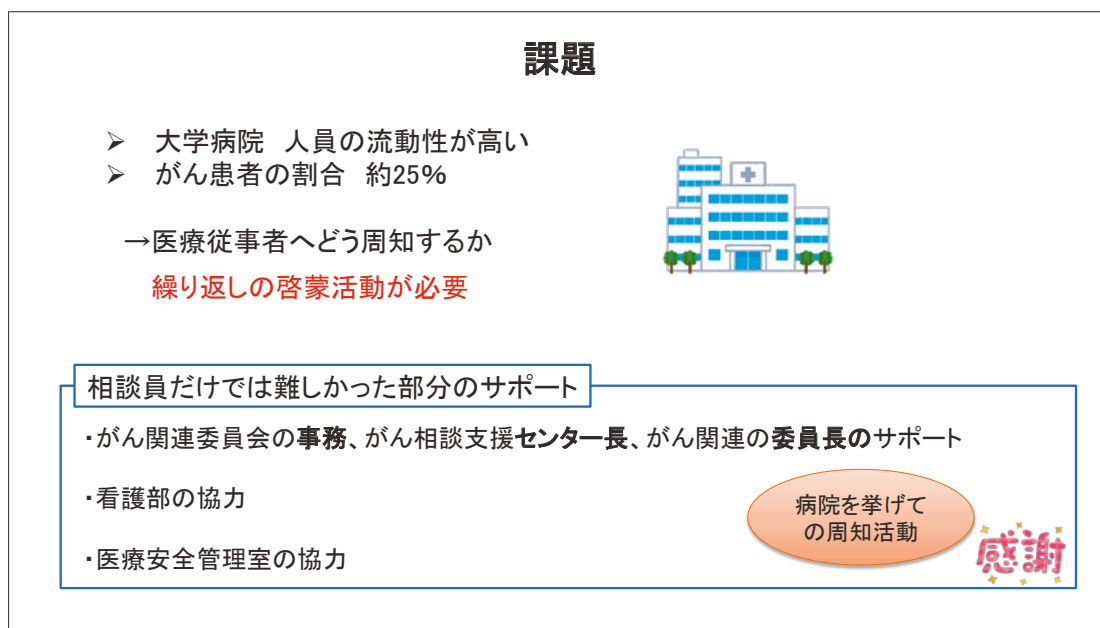 課題
➢ 大学病院 人員の流動性が高い
➢ がん患者の割合 約25%
→医療従事者へどう周知するか
繰り返しの啓蒙活動が必要
相談員だけでは難しかった部分のサポート
・がん関連委員会の事務、がん相談支援センター長、がん関連の委員長のサポート
・看護部の協力
・医療安全管理室の協力
病院を挙げて
の周知活動
感謝